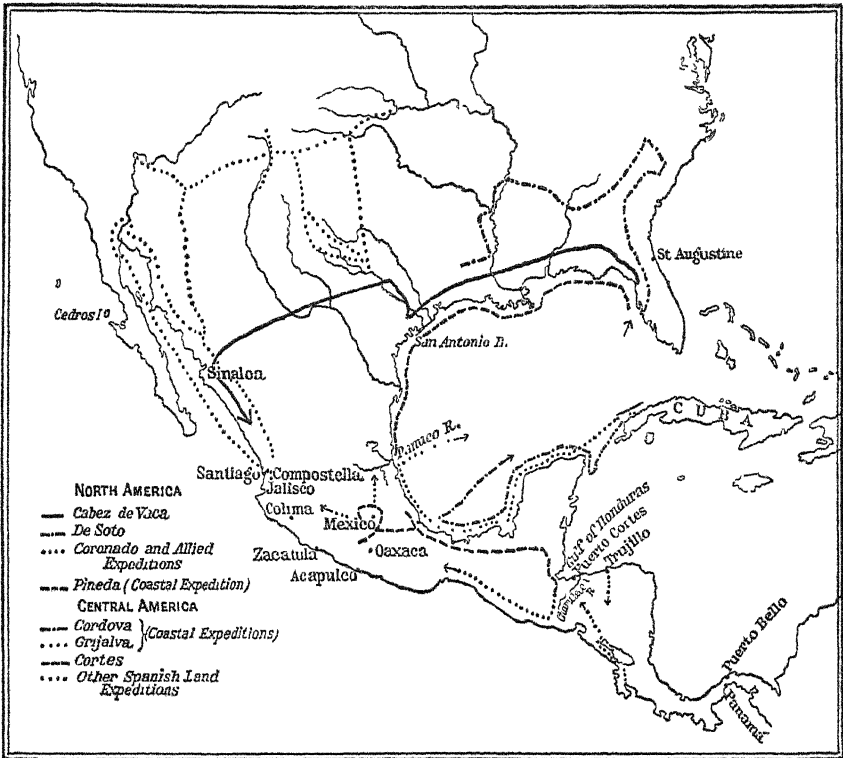 St Augustine
Cedros I.
San Antonio B.
Sinaloa
CUBA
Panuco R.
Santiago
Compostella
Jalisco
Colima
Mexico
Zacatula
Oaxaca
Acapulco
Gulf of Honduras
Puerto Cortes
Trujillo
Puerto Bello
Panamá
NORTH AMERICA
Cabez de Vaca
De Soto
Coronado and Allied
Expeditions
Pineda (Coastal Expedition)
CENTRAL AMERICA
Cordova
Grijalva
(Coastal Expeditions)
Cortes
Other Spanish Land
Expeditions